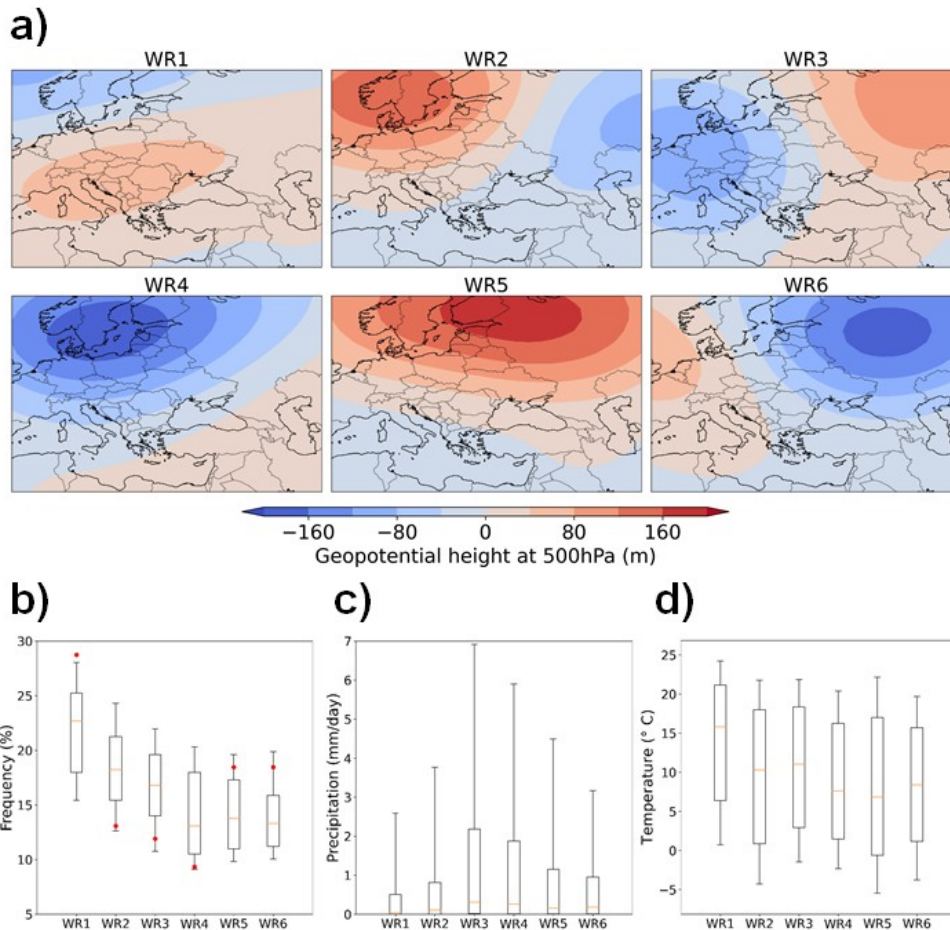 a)
WR1 WR2 WR3
WR4 WR5 WR6
−160 −80 0 80 160
Geopotential height at 500hPa (m)
b) c) d)
Frequency (%)
30
25
20
15
10
5
WR1 WR2 WR3 WR4 WR5 WR6
Precipitation (mm/day)
7
6
5
4
3
2
1
0
WR1 WR2 WR3 WR4 WR5 WR6
Temperature (° C)
25
20
15
10
5
0
−5
WR1 WR2 WR3 WR4 WR5 WR6